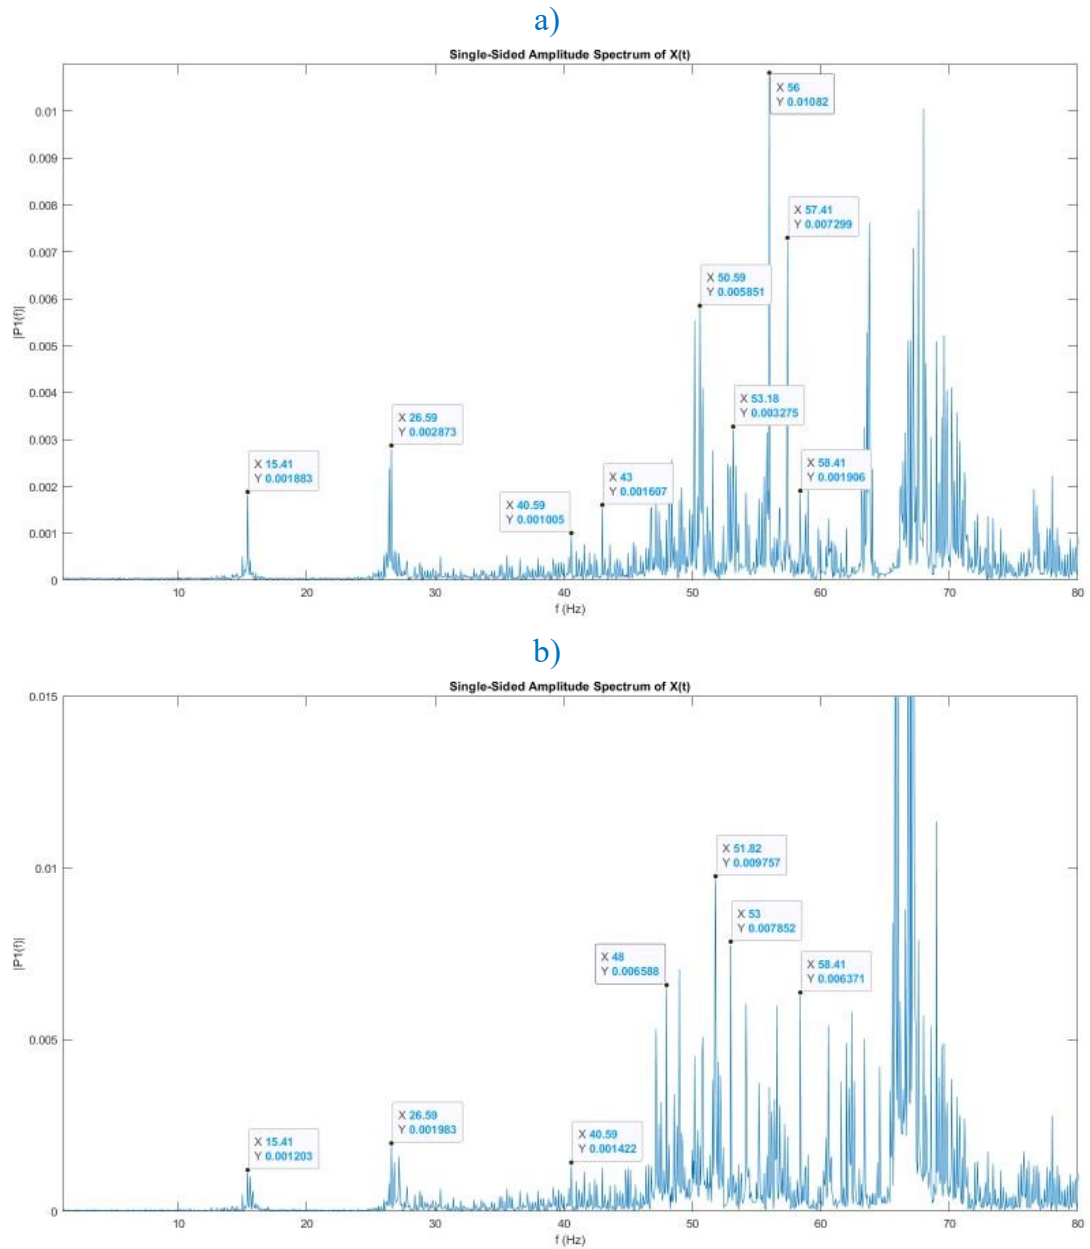 a)
Single-Sided Amplitude Spectrum of X(t)
X 56
Y 0.01082
X 57.41
Y 0.007299
X 50.59
Y 0.005851
X 53.18
Y 0.003275
X 26.59
Y 0.002873
X 15.41
Y 0.001883
X 43
Y 0.001607
X 58.41
Y 0.001906
X 40.59
Y 0.001005
|P1(f)|
0.01
0.009
0.008
0.007
0.006
0.005
0.004
0.003
0.002
0.001
0
10 20 30 40 50 60 70 80
f (Hz)
b)
Single-Sided Amplitude Spectrum of X(t)
X 51.82
Y 0.009757
X 53
Y 0.007852
X 48
Y 0.006588
X 58.41
Y 0.006371
X 26.59
Y 0.001983
X 15.41
Y 0.001203
X 40.59
Y 0.001422
|P1(f)|
0.015
0.01
0.005
0
10 20 30 40 50 60 70 80
f (Hz)